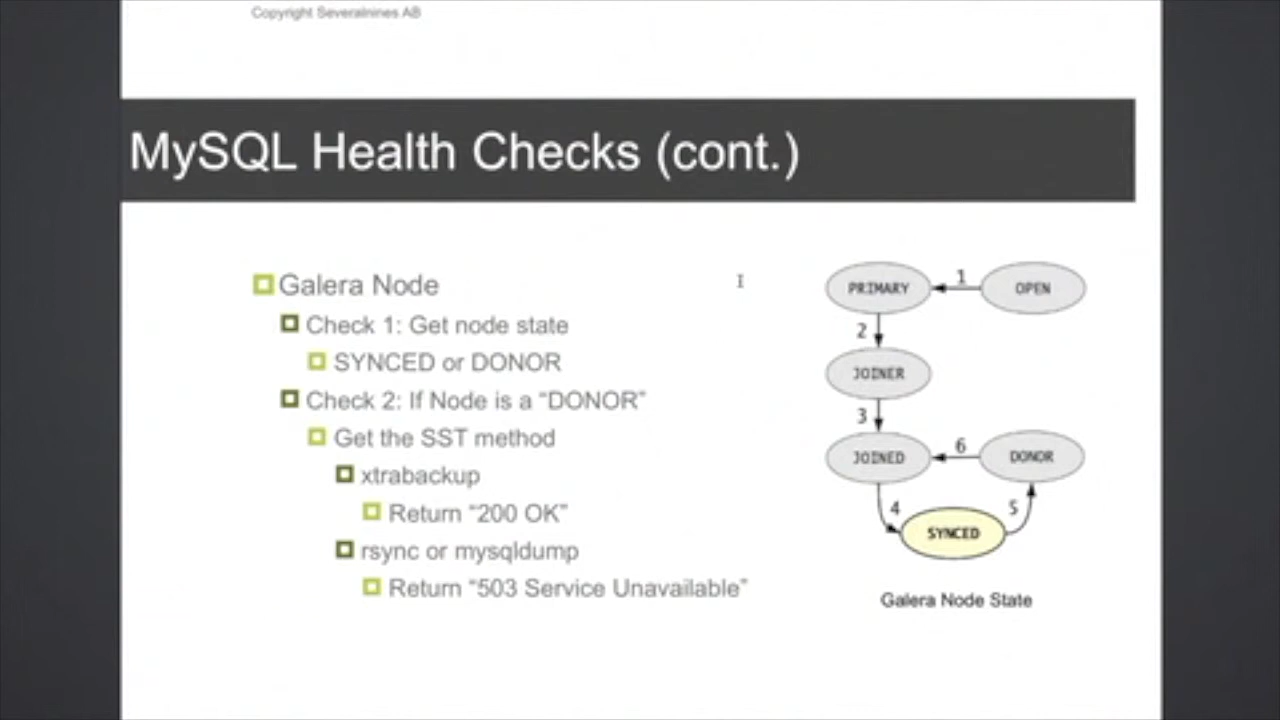 Copyright Severalnines AB
MySQL Health Checks (cont.)
Galera Node
Check 1: Get node state
SYNCED or DONOR
Check 2: If Node is a “DONOR”
Get the SST method
xtrabackup
Return “200 OK”
rsync or mysqldump
Return “503 Service Unavailable”
PRIMARY
1
OPEN
2
JOINER
3
JOINED
6
DONOR
4
5
SYNCED
Galera Node State